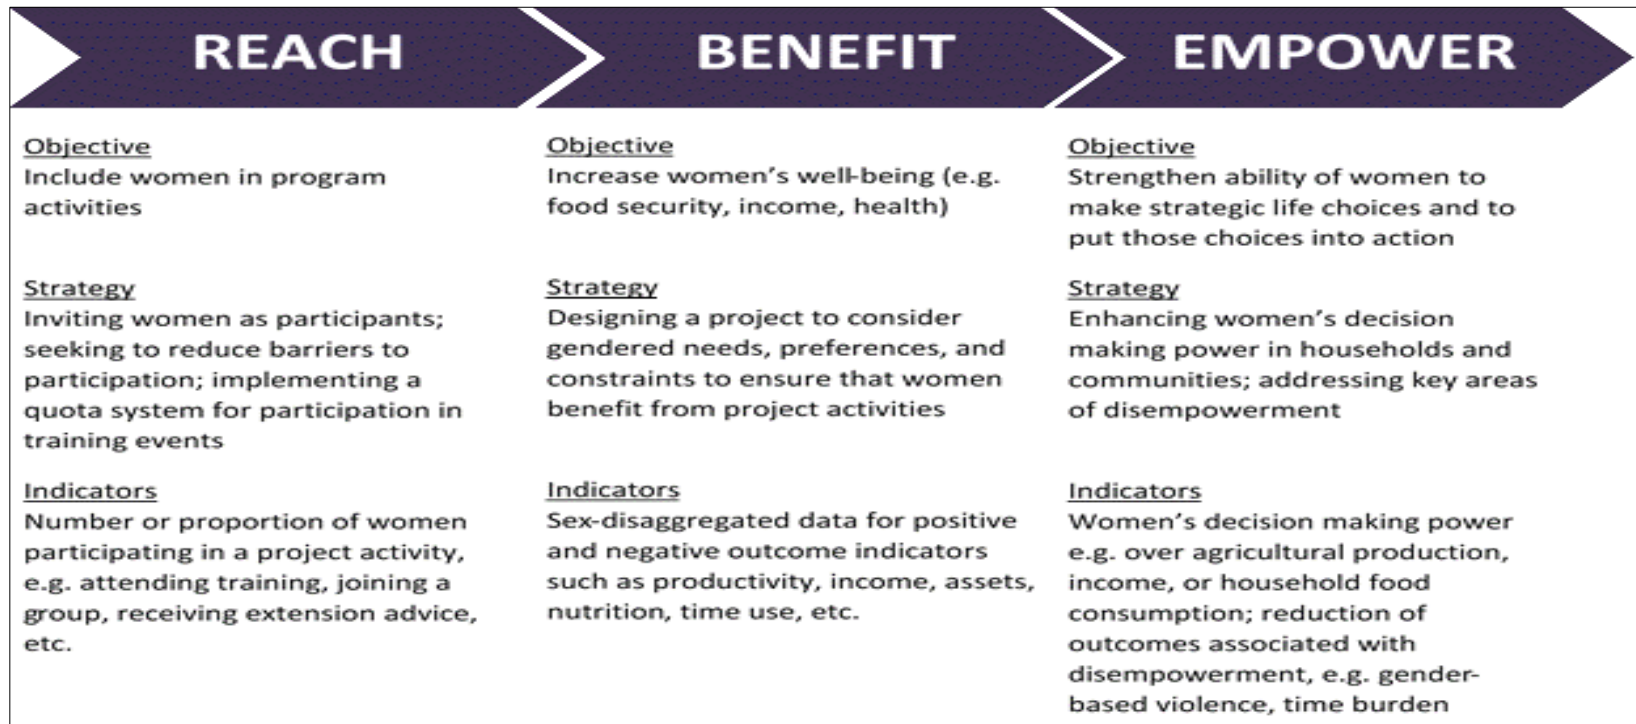 REACH
BENEFIT
EMPOWER
Objective
Include women in program
activities
Strategy
Inviting women as participants;
seeking to reduce barriers to
participation; implementing a
quota system for participation in
training events
Indicators
Number or proportion of women
participating in a project activity,
e.g. attending training, joining a
group, receiving extension advice,
etc.
Objective
Increase women’s well-being (e.g.
food security, income, health)
Strategy
Designing a project to consider
gendered needs, preferences, and
constraints to ensure that women
benefit from project activities
Indicators
Sex-disaggregated data for positive
and negative outcome indicators
such as productivity, income, assets,
nutrition, time use, etc.
Objective
Strengthen ability of women to
make strategic life choices and to
put those choices into action
Strategy
Enhancing women’s decision
making power in households and
communities; addressing key areas
of disempowerment
Indicators
Women’s decision making power
e.g. over agricultural production,
income, or household food
consumption; reduction of
outcomes associated with
disempowerment, e.g. gender-
based violence, time burden